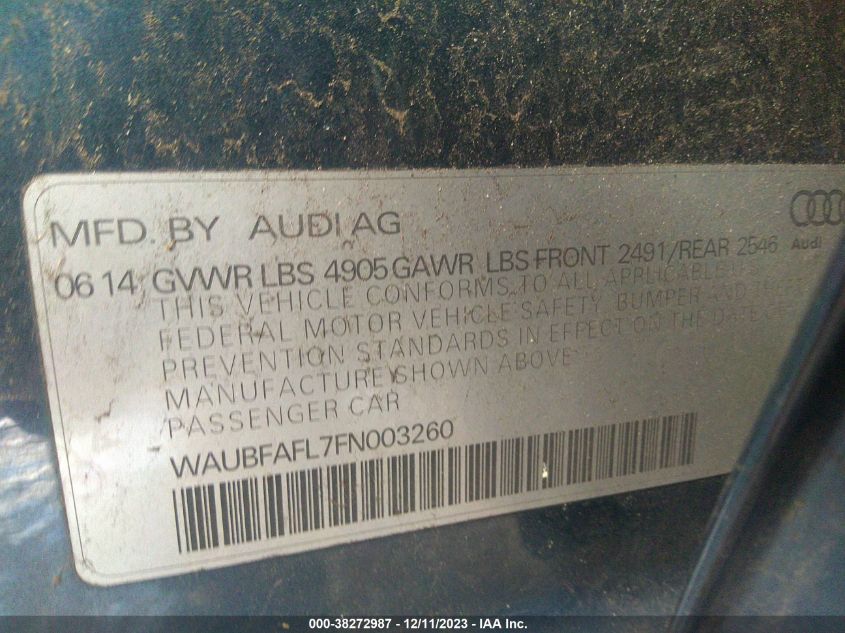 MFD. BY AUDI AG
06 14 GVWR LBS 4905 GAWR LBS FRONT 2491/REAR 2546
Audi
THIS VEHICLE CONFORMS TO ALL APPLICABLE U.S.
FEDERAL MOTOR VEHICLE SAFETY, BUMPER AND THEFT
PREVENTION STANDARDS IN EFFECT ON THE DATE OF
MANUFACTURE SHOWN ABOVE
PASSENGER CAR
WAUBFAFL7FN003260
000-38272987 - 12/11/2023 - IAA Inc.